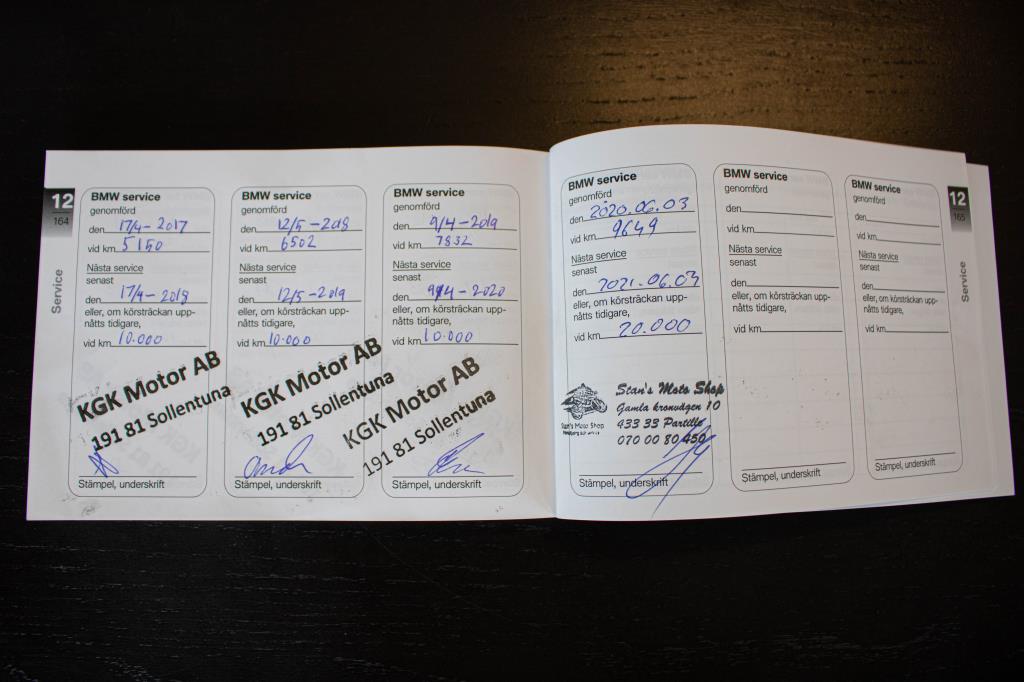 12
164
Service
BMW service
genomförd
den 17/4-2017
vid km 5150
Nästa service
senast
den 17/4-2018
eller, om körsträckan upp-
nåtts tidigare,
vid km 10.000
KGK Motor AB
191 81 Sollentuna
Stämpel, underskrift
BMW service
genomförd
den 12/5-2018
vid km 6502
Nästa service
senast
den 12/5-2019
eller, om körsträckan upp-
nåtts tidigare,
vid km 10.000
KGK Motor AB
191 81 Sollentuna
Stämpel, underskrift
BMW service
genomförd
den 9/4-2019
vid km 7832
Nästa service
senast
den 9/4-2020
eller, om körsträckan upp-
nåtts tidigare,
vid km 10.000
KGK Motor AB
191 81 Sollentuna
Stämpel, underskrift
BMW service
genomförd
den 2020.06.03
vid km 9649
Nästa service
senast
den 2021.06.03
eller, om körsträckan upp-
nåtts tidigare,
vid km 20.000
Stan's Moto Shop
Stan's Moto Shop
Gamla kronvägen 10
433 33 Partille
070 00 80 450
Stämpel, underskrift
BMW service
genomförd
den
vid km
Nästa service
senast
den
eller, om körsträckan upp-
nåtts tidigare,
vid km
Stämpel, underskrift
BMW service
genomförd
den
vid km
Nästa service
senast
den
eller, om körsträckan upp-
nåtts tidigare,
vid km
Stämpel, underskrift
12
165
Service